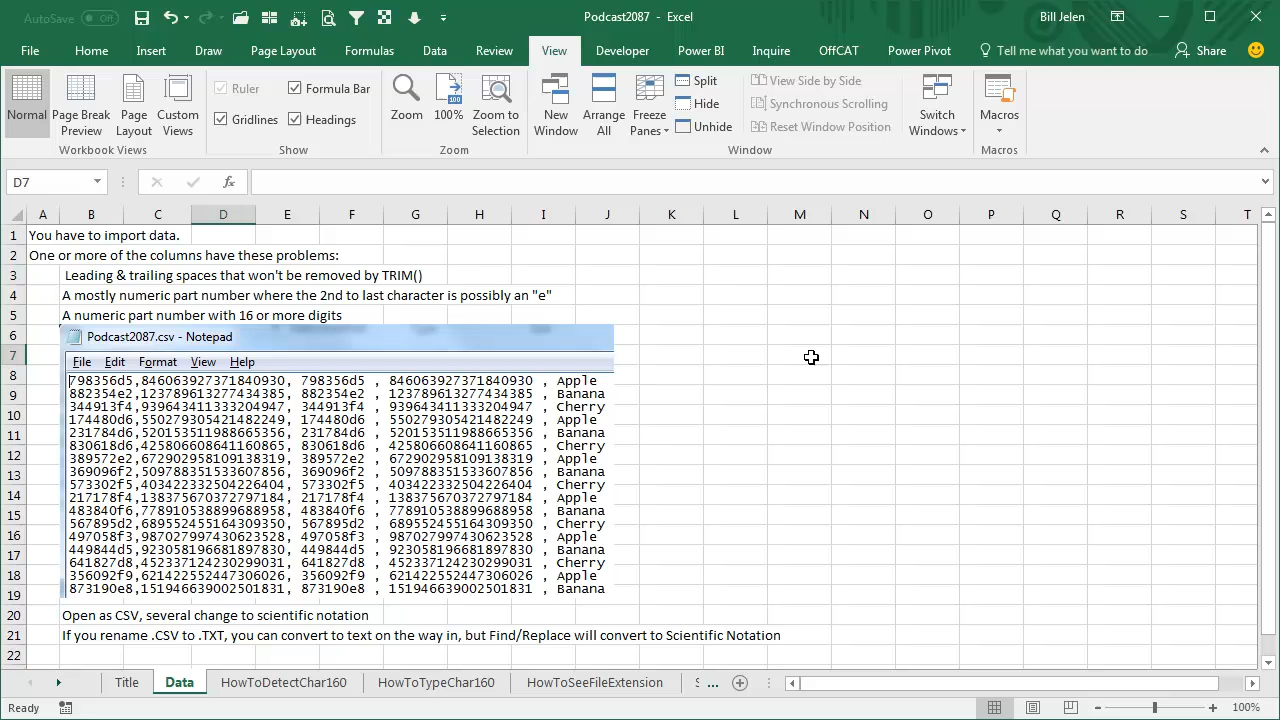 AutoSave Off
Podcast2087 - Excel
Bill Jelen
File Home Insert Draw Page Layout Formulas Data Review View Developer Power BI Inquire OffCAT Power Pivot Tell me what you want to do Share
Normal
Page Break Preview
Page Layout
Custom Views
Workbook Views
Ruler
Formula Bar
Gridlines
Headings
Show
Zoom
100
100%
Zoom to Selection
Zoom
New Window
Arrange All
Freeze Panes
Split
Hide
Unhide
View Side by Side
Synchronous Scrolling
Reset Window Position
Window
Switch Windows
Macros
Macros
D7
fx
A B C D E F G H I J K L M N O P Q R S T
1 You have to import data.
2 One or more of the columns have these problems:
3 Leading & trailing spaces that won't be removed by TRIM()
4 A mostly numeric part number where the 2nd to last character is possibly an "e"
5 A numeric part number with 16 or more digits
6 Podcast2087.csv - Notepad
7 File Edit Format View Help
8 798356d5,846063927371840930, 798356d5 , 846063927371840930 , Apple
9 882354e2,123789613277434385, 882354e2 , 123789613277434385 , Banana
10 344913f4,939643411333204947, 344913f4 , 939643411333204947 , Cherry
174480d6,550279305421482249, 174480d6 , 550279305421482249 , Apple
11 231784d6,520153511988665356, 231784d6 , 520153511988665356 , Banana
12 830618d6,425806608641160865, 830618d6 , 425806608641160865 , Cherry
389572e2,672902958109138319, 389572e2 , 672902958109138319 , Apple
13 369096f2,509788351533607856, 369096f2 , 509788351533607856 , Banana
573302f5,403422332504226404, 573302f5 , 403422332504226404 , Cherry
14 217178f4,138375670372797184, 217178f4 , 138375670372797184 , Apple
15 483840f6,778910538899688958, 483840f6 , 778910538899688958 , Banana
567895d2,689552455164309350, 567895d2 , 689552455164309350 , Cherry
16 497058f3,987027997430623528, 497058f3 , 987027997430623528 , Apple
17 449844d5,923058196681897830, 449844d5 , 923058196681897830 , Banana
641827d8,452337124230299031, 641827d8 , 452337124230299031 , Cherry
18 356092f9,621422552447306026, 356092f9 , 621422552447306026 , Apple
19 873190e8,151946639002501831, 873190e8 , 151946639002501831 , Banana
20 Open as CSV, several change to scientific notation
21 If you rename .CSV to .TXT, you can convert to text on the way in, but Find/Replace will convert to Scientific Notation
22
Title Data HowToDetectChar160 HowToTypeChar160 HowToSeeFileExtension ...
Ready
100%